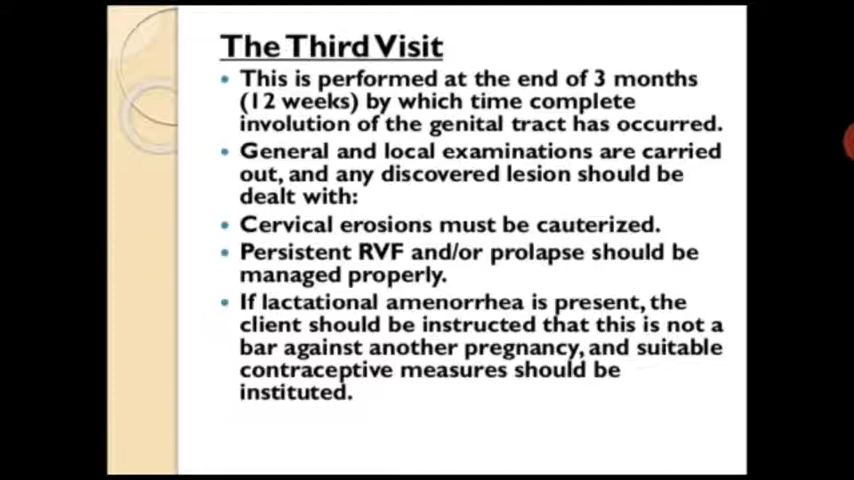 The Third Visit
• This is performed at the end of 3 months
(12 weeks) by which time complete
involution of the genital tract has occurred.
• General and local examinations are carried
out, and any discovered lesion should be
dealt with:
• Cervical erosions must be cauterized.
• Persistent RVF and/or prolapse should be
managed properly.
• If lactational amenorrhea is present, the
client should be instructed that this is not a
bar against another pregnancy, and suitable
contraceptive measures should be
instituted.